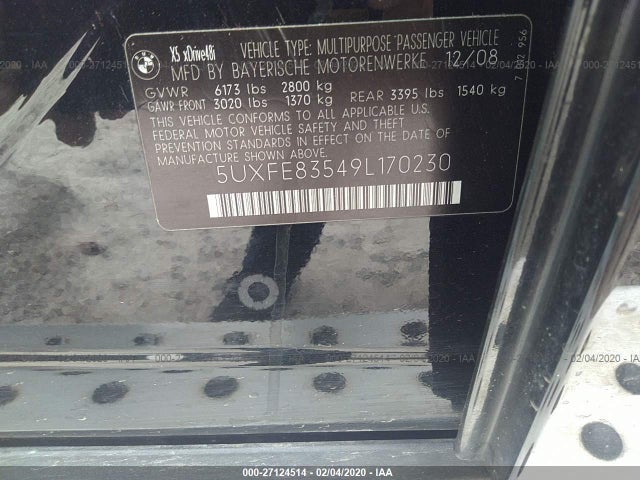 BMW
X5 xDrive48i
VEHICLE TYPE: MULTIPURPOSE PASSENGER VEHICLE
MFD BY BAYERISCHE MOTORENWERKE 12/08
GVWR 6173 lbs 2800 kg
GAWR FRONT 3020 lbs 1370 kg REAR 3395 lbs 1540 kg
THIS VEHICLE CONFORMS TO ALL APPLICABLE U.S.
FEDERAL MOTOR VEHICLE SAFETY AND THEFT
PREVENTION STANDARDS IN EFFECT ON THE DATE OF
MANUFACTURE SHOWN ABOVE.
5UXFE83549L170230
000-27124514 - 02/04/2020 - IAA